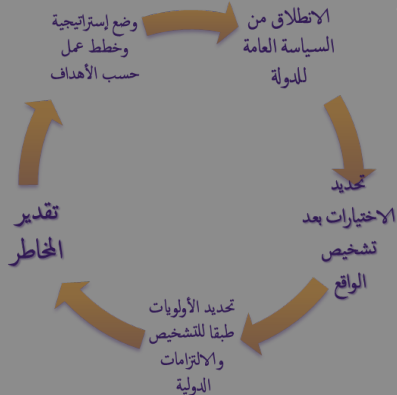 الانطلاق من
السياسة العامة
للدولة
تحديد
الاختيارات بعد
تشخيص
الواقع
تحديد الأولويات
طبقا للتشخيص
والالتزامات
الدولية
تقدير
المخاطر
وضع إستراتيجية
وخطط عمل
حسب الأهداف